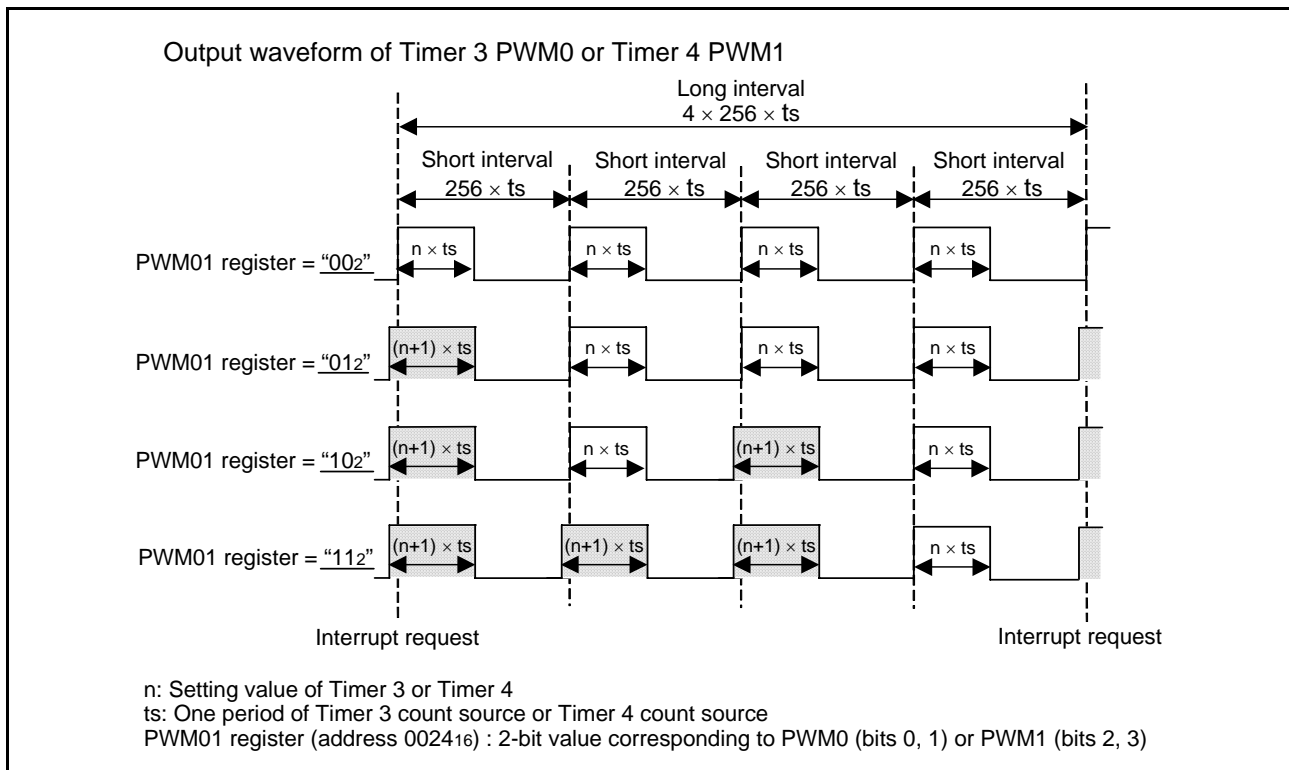 Output waveform of Timer 3 PWM0 or Timer 4 PWM1
Long interval
4 × 256 × ts
Short interval Short interval Short interval Short interval
256 × ts 256 × ts 256 × ts 256 × ts
PWM01 register = “002” n × ts n × ts n × ts n × ts
PWM01 register = “012” (n+1) × ts n × ts n × ts n × ts
PWM01 register = “102” (n+1) × ts n × ts (n+1) × ts n × ts
PWM01 register = “112” (n+1) × ts (n+1) × ts (n+1) × ts n × ts
Interrupt request Interrupt request
n: Setting value of Timer 3 or Timer 4
ts: One period of Timer 3 count source or Timer 4 count source
PWM01 register (address 002416) : 2-bit value corresponding to PWM0 (bits 0, 1) or PWM1 (bits 2, 3)